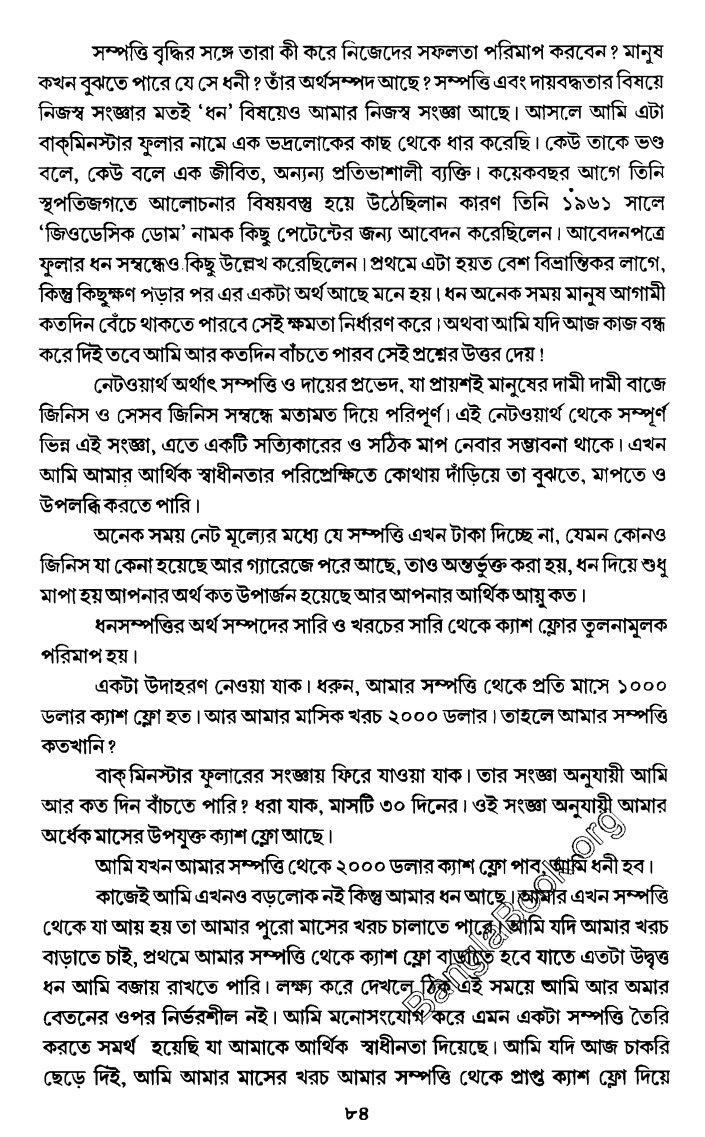 সম্পত্তি বৃদ্ধির সঙ্গে তারা কী করে নিজেদের সফলতা পরিমাপ করবেন? মানুষ
কখন বুঝতে পারে যে সে ধনী? তাঁর অর্থসম্পদ আছে? সম্পত্তি এবং দায়বদ্ধতার বিষয়ে
নিজস্ব সংজ্ঞার মতই ‘ধন’ বিষয়েও আমার নিজস্ব সংজ্ঞা আছে। আসলে আমি এটা
বাক্‌মিনস্টার ফুলার নামে এক ভদ্রলোকের কাছ থেকে ধার করেছি। কেউ তাকে ভণ্ড
বলে, কেউ বলে এক জীবিত, অন্যন্য প্রতিভাশালী ব্যক্তি। কয়েকবছর আগে তিনি
স্থপতিজগতে আলোচনার বিষয়বস্তু হয়ে উঠেছিলান কারণ তিনি ১৯৬১ সালে
‘জিওডেসিক ডোম’ নামক কিছু পেটেন্টের জন্য আবেদন করেছিলেন। আবেদনপত্রে
ফুলার ধন সম্বন্ধেও কিছু উল্লেখ করেছিলেন। প্রথমে এটা হয়ত বেশ বিভ্রান্তিকর লাগে,
কিন্তু কিছুক্ষণ পড়ার পর এর একটা অর্থ আছে মনে হয়। ধন অনেক সময় মানুষ আগামী
কতদিন বেঁচে থাকতে পারবে সেই ক্ষমতা নির্ধারণ করে। অথবা আমি যদি আজ কাজ বন্ধ
করে দিই তবে আমি আর কতদিন বাঁচতে পারব সেই প্রশ্নের উত্তর দেয়!
নেটওয়ার্থ অর্থাৎ সম্পত্তি ও দায়ের প্রভেদ, যা প্রায়শই মানুষের দামী দামী বাজে
জিনিস ও সেসব জিনিস সম্বন্ধে মতামত দিয়ে পরিপূর্ণ। এই নেটওয়ার্থ থেকে সম্পূর্ণ
ভিন্ন এই সংজ্ঞা, এতে একটি সত্যিকারের ও সঠিক মাপ নেবার সম্ভাবনা থাকে। এখন
আমি আমার আর্থিক স্বাধীনতার পরিপ্রেক্ষিতে কোথায় দাঁড়িয়ে তা বুঝতে, মাপতে ও
উপলব্ধি করতে পারি।
অনেক সময় নেট মূল্যের মধ্যে যে সম্পত্তি এখন টাকা দিচ্ছে না, যেমন কোনও
জিনিস যা কেনা হয়েছে আর গ্যারেজে পরে আছে, তাও অন্তর্ভুক্ত করা হয়, ধন দিয়ে শুধু
মাপা হয় আপনার অর্থ কত উপার্জন হয়েছে আর আপনার আর্থিক আয়ু কত।
ধনসম্পত্তির অর্থ সম্পদের সারি ও খরচের সারি থেকে ক্যাশ ফ্লোর তুলনামূলক
পরিমাপ হয়।
একটা উদাহরণ নেওয়া যাক। ধরুন, আমার সম্পত্তি থেকে প্রতি মাসে ১০০০
ডলার ক্যাশ ফ্লো হত। আর আমার মাসিক খরচ ২০০০ ডলার। তাহলে আমার সম্পত্তি
কতখানি?
বাক্‌মিনস্টার ফুলারের সংজ্ঞায় ফিরে যাওয়া যাক। তার সংজ্ঞা অনুযায়ী আমি
আর কত দিন বাঁচতে পারি? ধরা যাক, মাসটি ৩০ দিনের। ওই সংজ্ঞা অনুযায়ী আমার
অর্ধেক মাসের উপযুক্ত ক্যাশ ফ্লো আছে।
আমি যখন আমার সম্পত্তি থেকে ২০০০ ডলার ক্যাশ ফ্লো পাব, আমি ধনী হব।
কাজেই আমি এখনও বড়লোক নই কিন্তু আমার ধন আছে। আমার এখন সম্পত্তি
থেকে যা আয় হয় তা আমার পুরো মাসের খরচ চালাতে পারে। আমি যদি আমার খরচ
বাড়াতে চাই, প্রথমে আমার সম্পত্তি থেকে ক্যাশ ফ্লো বাড়াতে হবে যাতে এতটা উদ্বৃত্ত
ধন আমি বজায় রাখতে পারি। লক্ষ্য করে দেখলে ঠিক এই সময়ে আমি আর অমার
বেতনের ওপর নির্ভরশীল নই। আমি মনোসংযোগ করে এমন একটা সম্পত্তি তৈরি
করতে সমর্থ হয়েছি যা আমাকে আর্থিক স্বাধীনতা দিয়েছে। আমি যদি আজ চাকরি
ছেড়ে দিই, আমি আমার মাসের খরচ আমার সম্পত্তি থেকে প্রাপ্ত ক্যাশ ফ্লো দিয়ে
৮৪
BanglaBook.org